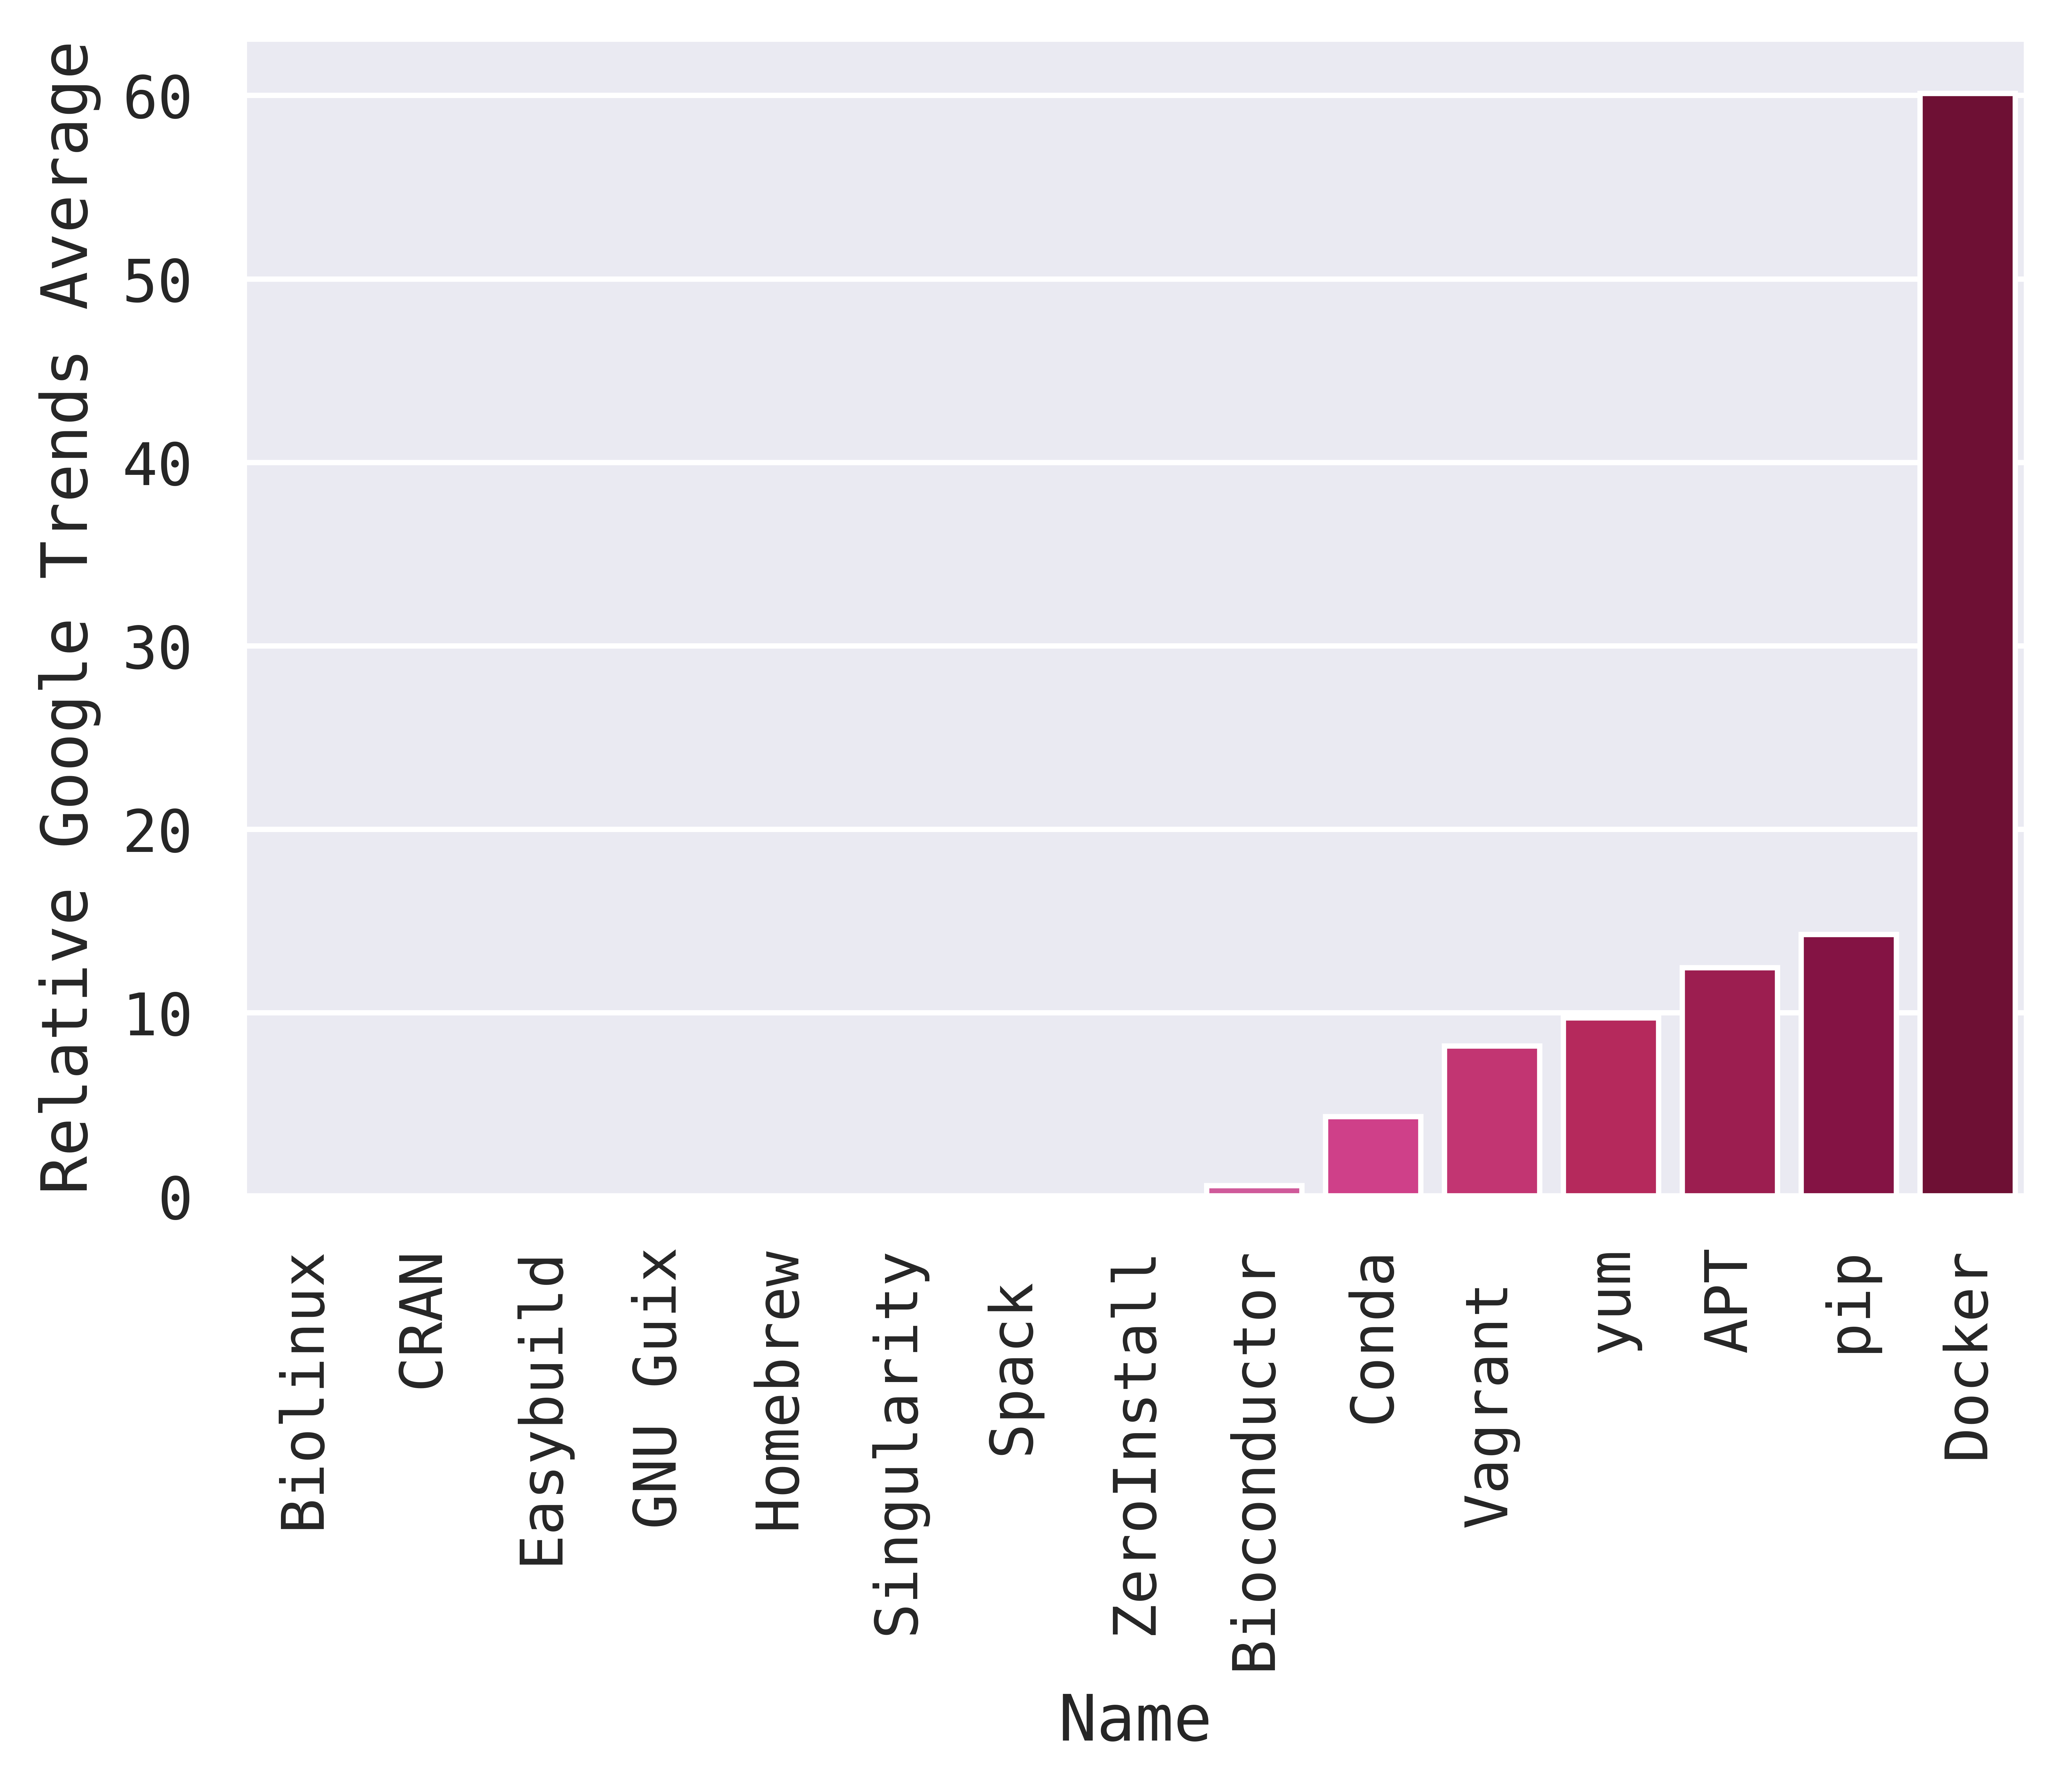 Relative Google Trends Average
60
50
40
30
20
10
0
Biolinux
CRAN
Easybuild
GNU Guix
Homebrew
Singularity
Spack
ZeroInstall
Bioconductor
Conda
Vagrant
yum
APT
pip
Docker
Name